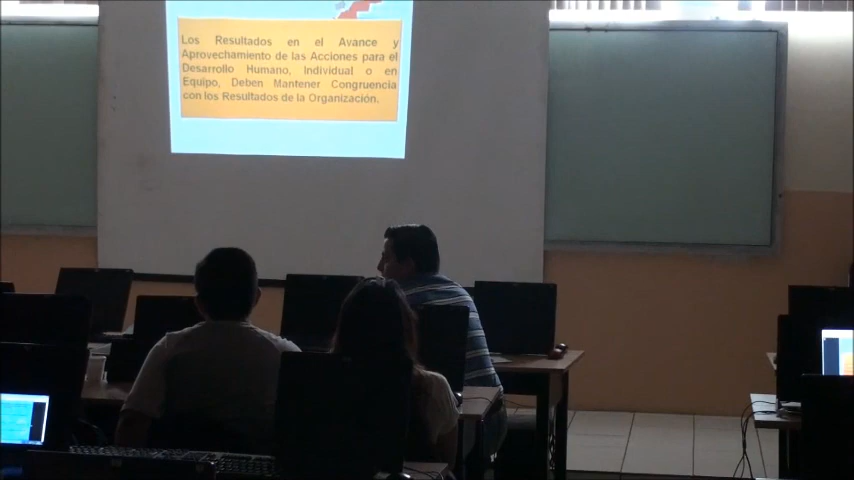 Los Resultados en el Avance y
Aprovechamiento de las Acciones para el
Desarrollo Humano, Individual o en
Equipo, Deben Mantener Congruencia
con los Resultados de la Organización.